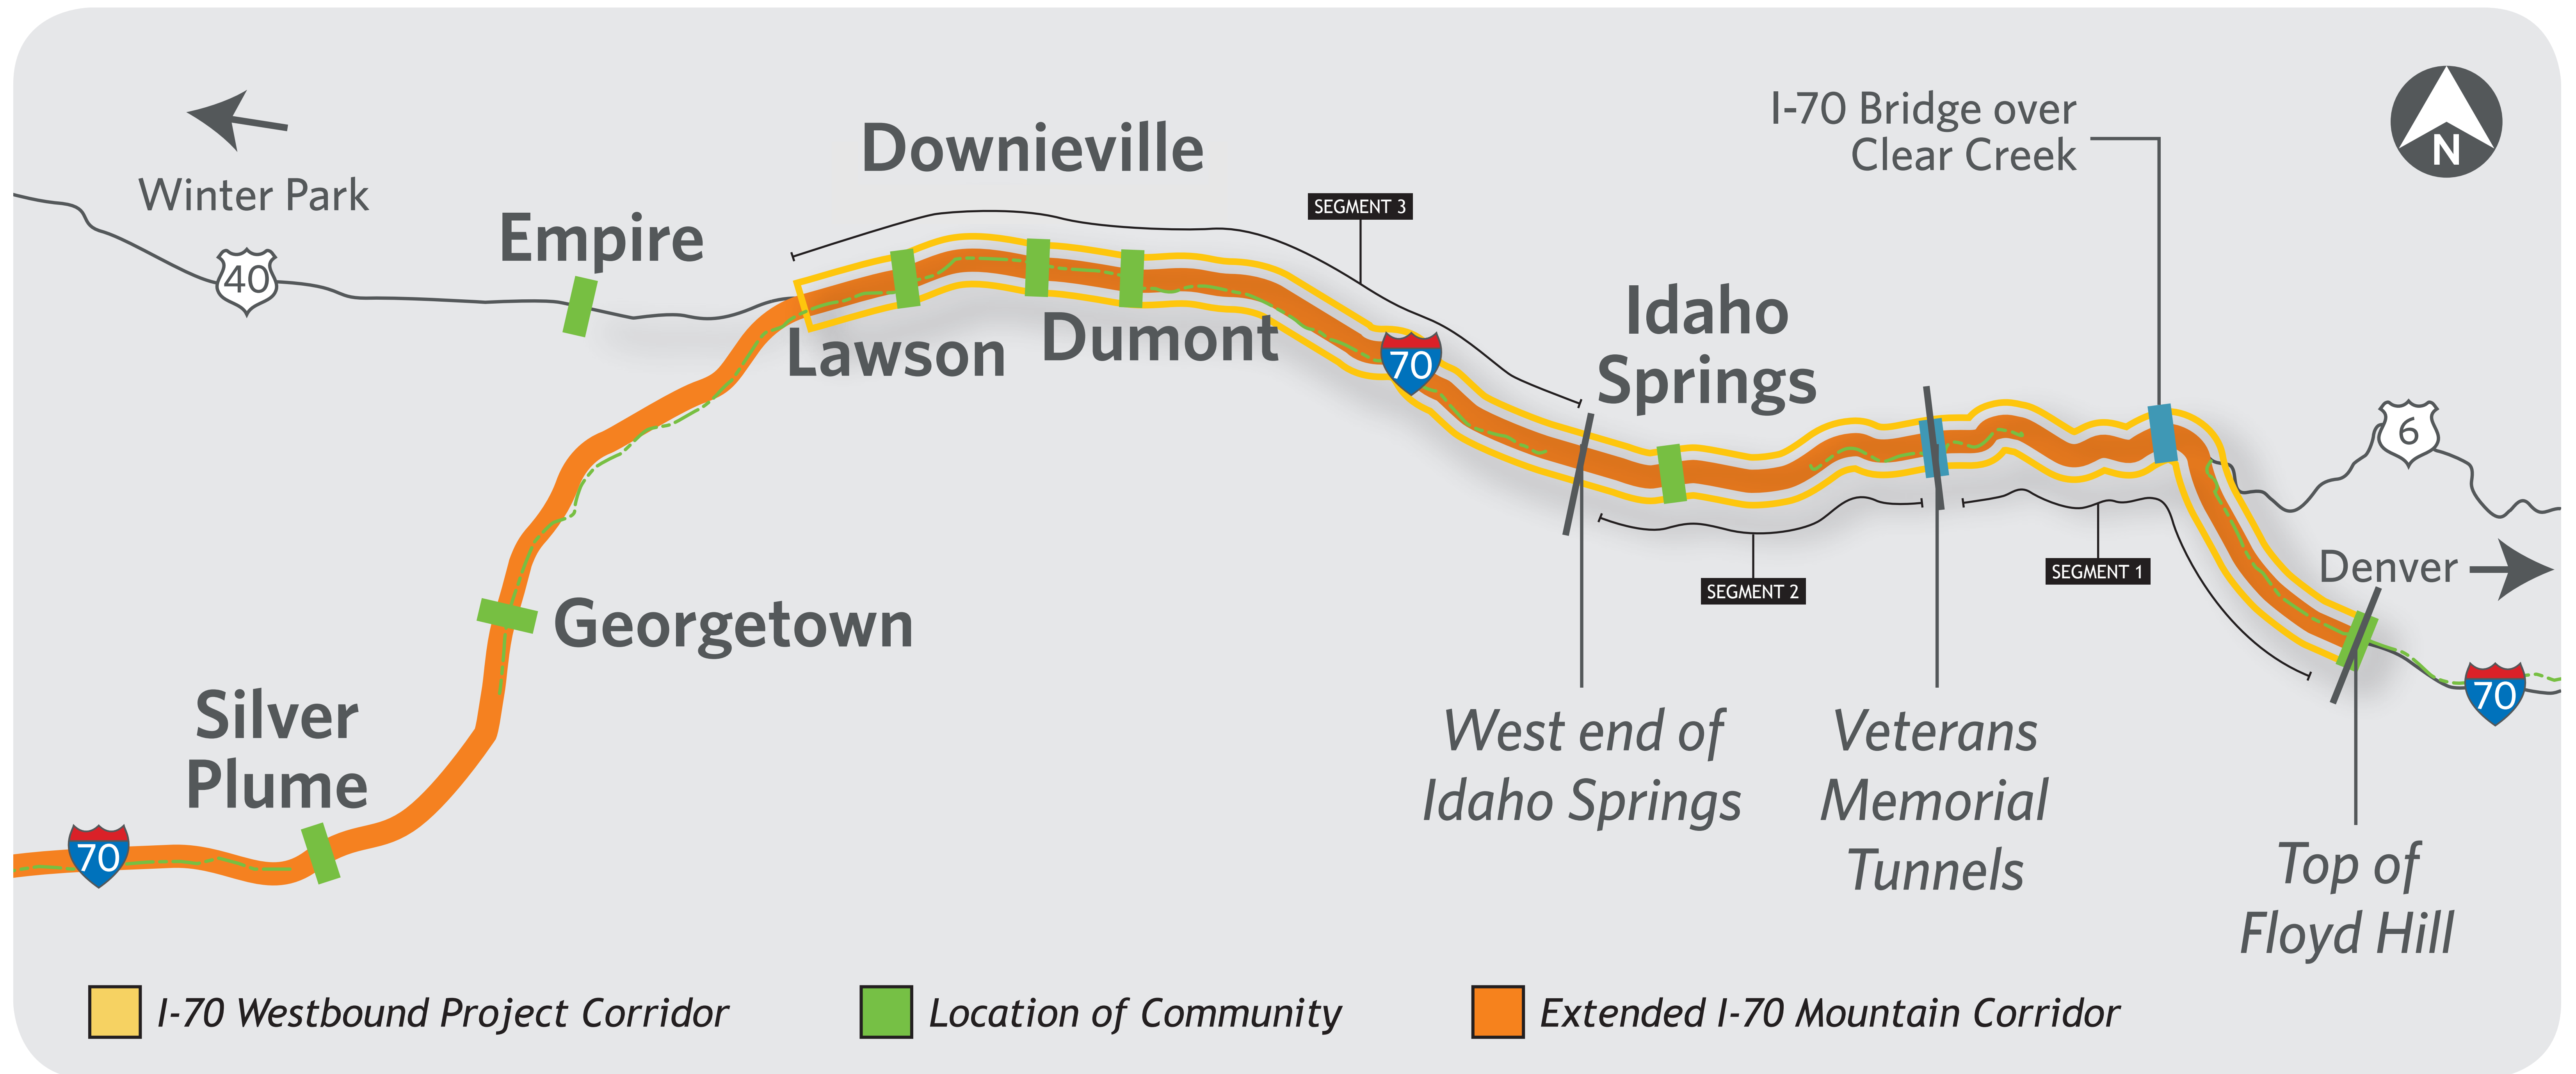 I-70 Bridge over
Clear Creek
N
Downieville
Winter Park
SEGMENT 3
Empire
40
Idaho
Springs
Lawson
Dumont
70
6
Denver
SEGMENT 1
SEGMENT 2
Georgetown
70
Silver
Plume
West end of
Idaho Springs
Veterans
Memorial
Tunnels
70
Top of
Floyd Hill
I-70 Westbound Project Corridor
Location of Community
Extended I-70 Mountain Corridor